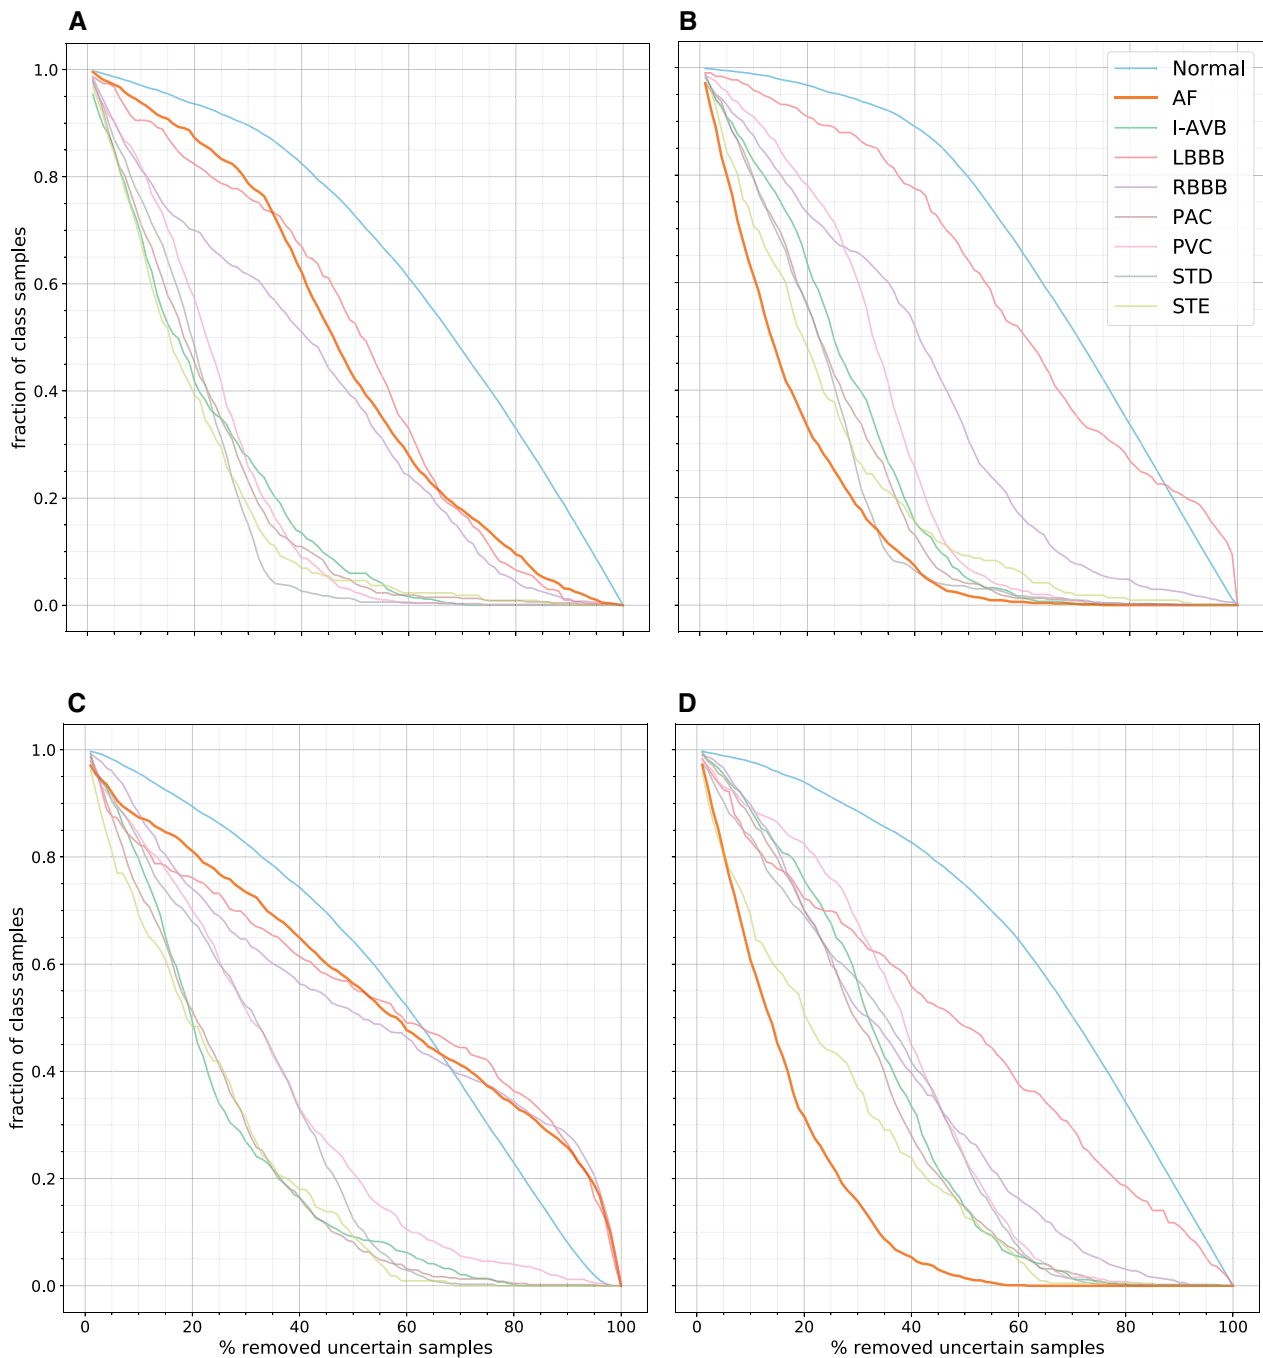 A
B
1.0
0.8
0.6
0.4
0.2
0.0
fraction of class samples
Normal
AF
I-AVB
LBBB
RBBB
PAC
PVC
STD
STE
C
D
1.0
0.8
0.6
0.4
0.2
0.0
fraction of class samples
0 20 40 60 80 100
0 20 40 60 80 100
% removed uncertain samples
% removed uncertain samples